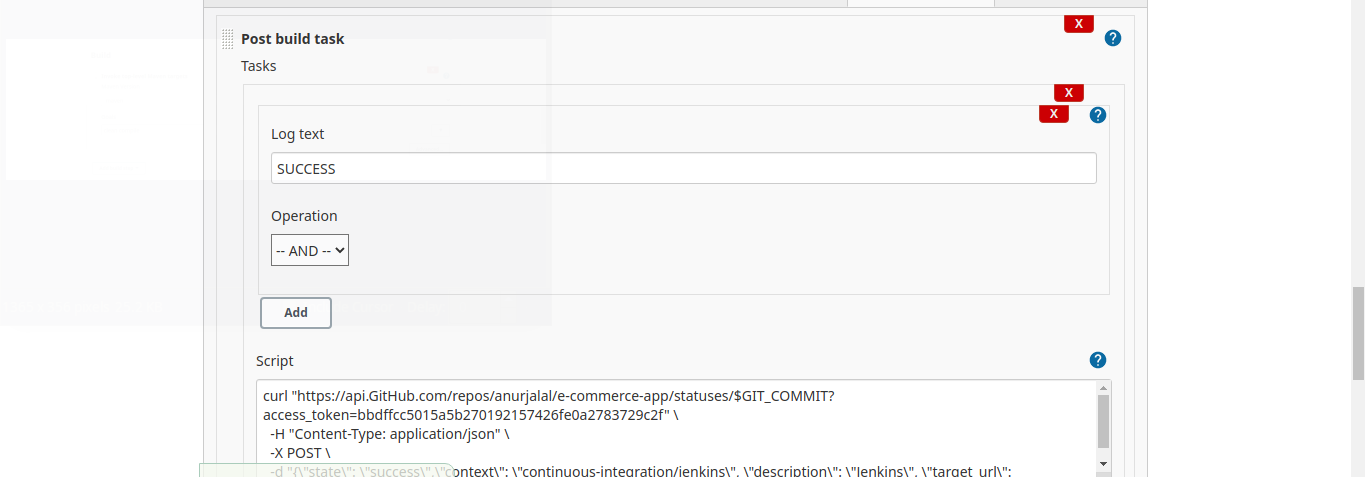 X
Post build task
?
Tasks
X
X
?
Log text
SUCCESS
Operation
-- AND --
Add
Script
?
curl "https://api.GitHub.com/repos/anurjalal/e-commerce-app/statuses/$GIT_COMMIT?
access_token=bbdffcc5015a5b270192157426fe0a2783729c2f" \
-H "Content-Type: application/json" \
-X POST \
-d "{\"state\": \"success\",\"context\": \"continuous-integration/jenkins\", \"description\": \"Jenkins\", \"target_url\":